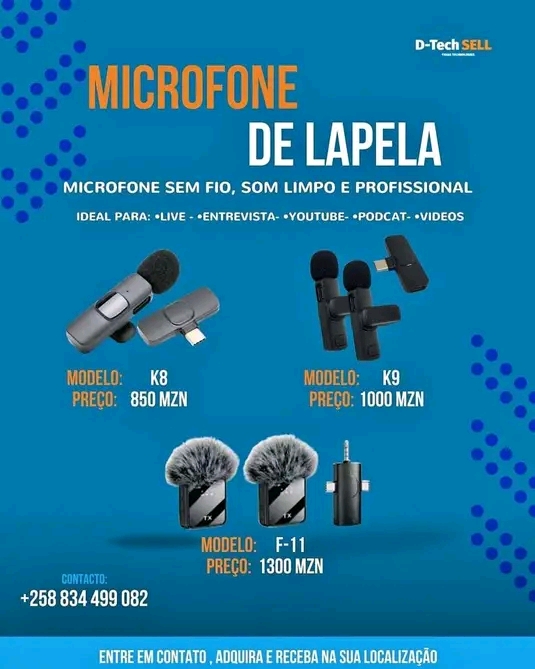 D-Tech SELL
MICROFONE
DE LAPELA
MICROFONE SEM FIO, SOM LIMPO E PROFISSIONAL
IDEAL PARA: •LIVE - •ENTREVISTA- •YOUTUBE- •PODCAT- •VIDEOS
MODELO: K8
PREÇO: 850 MZN
MODELO: K9
PREÇO: 1000 MZN
TX
TX
MODELO: F-11
PREÇO: 1300 MZN
CONTACTO:
+258 834 499 082
ENTRE EM CONTATO , ADQUIRA E RECEBA NA SUA LOCALIZAÇÃO